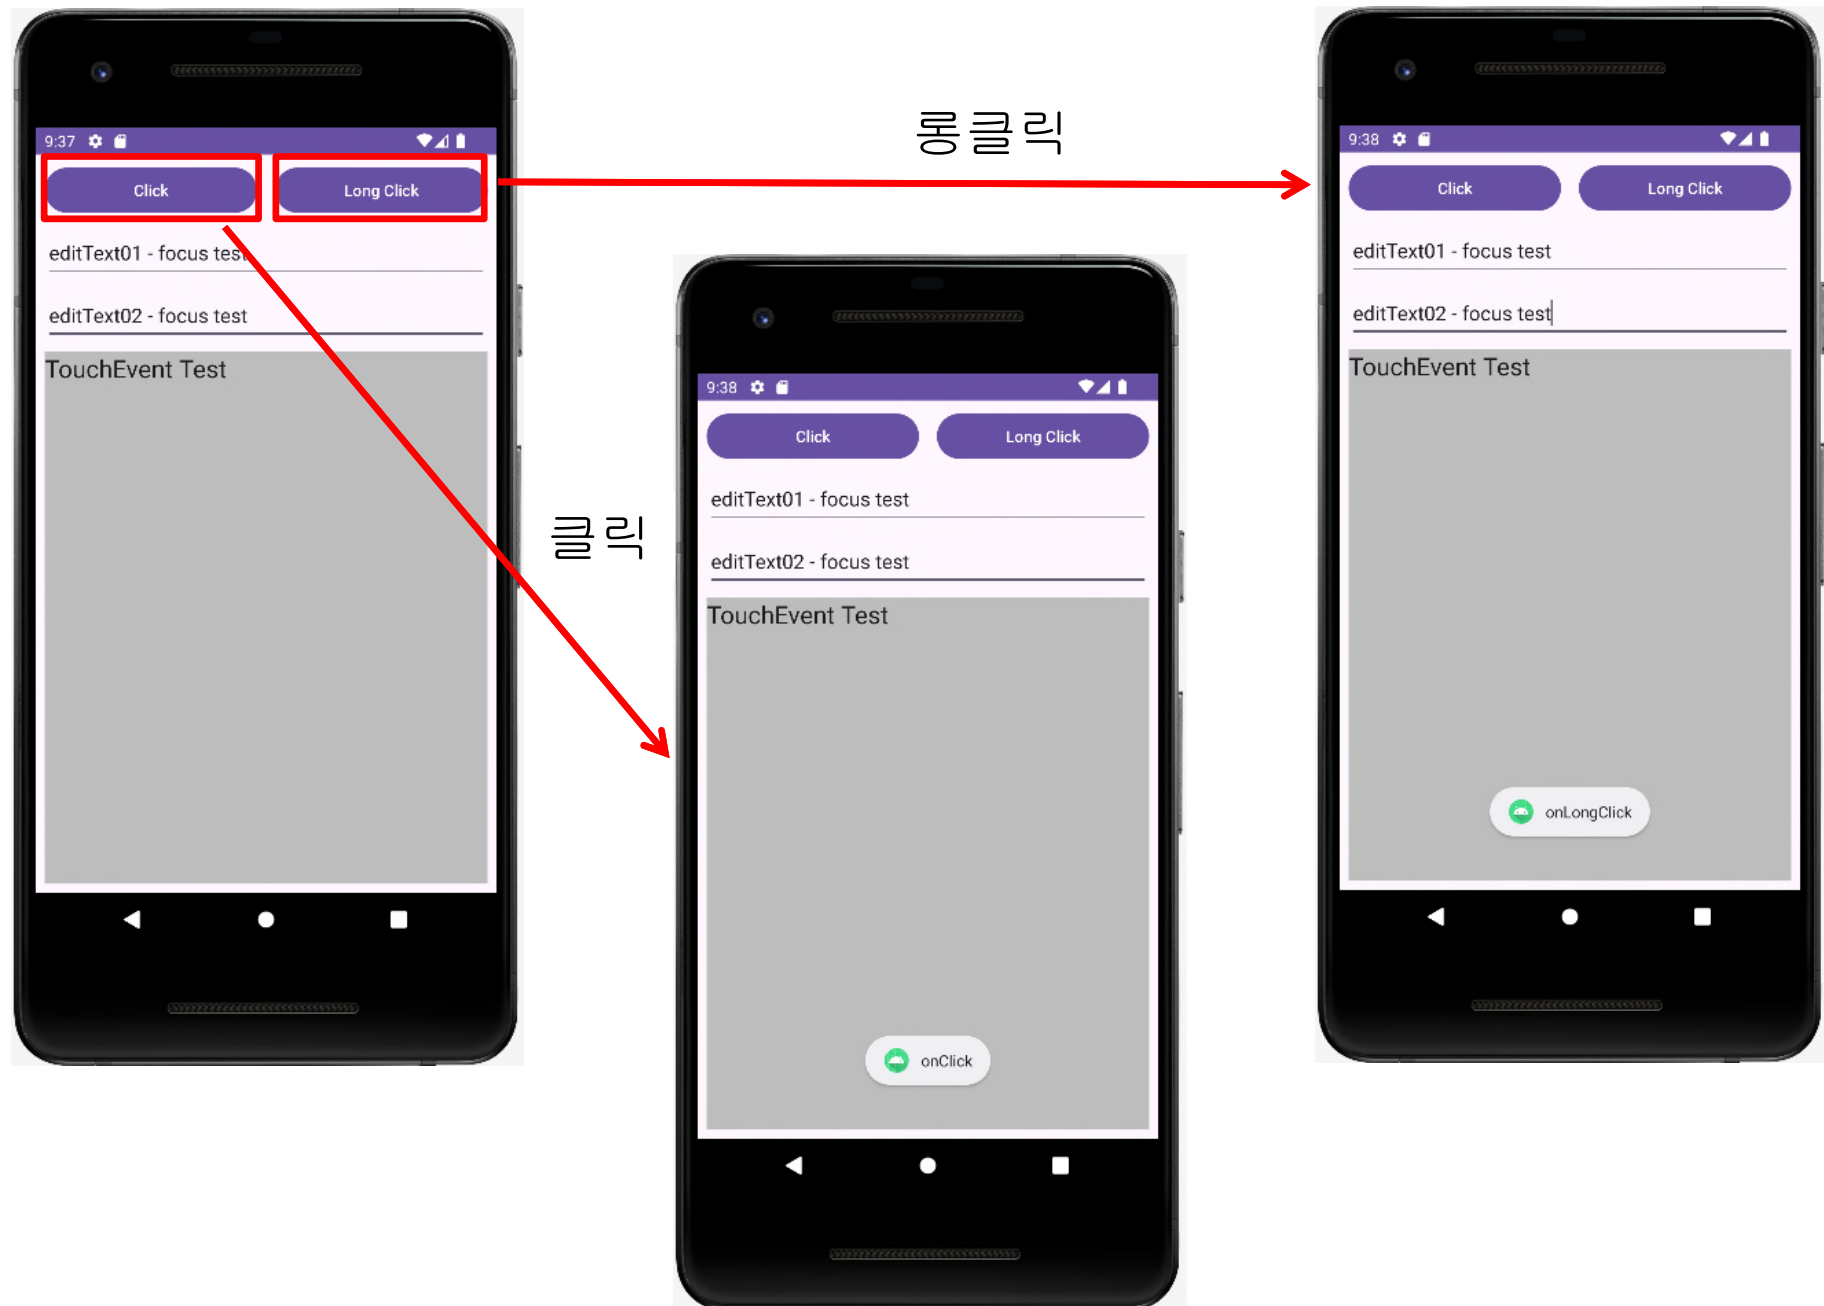 9:37
Click
Long Click
editText01 - focus test
editText02 - focus test
TouchEvent Test
클릭
롱클릭
9:38
Click
Long Click
editText01 - focus test
editText02 - focus test
TouchEvent Test
onClick
9:38
Click
Long Click
editText01 - focus test
editText02 - focus test
TouchEvent Test
onLongClick